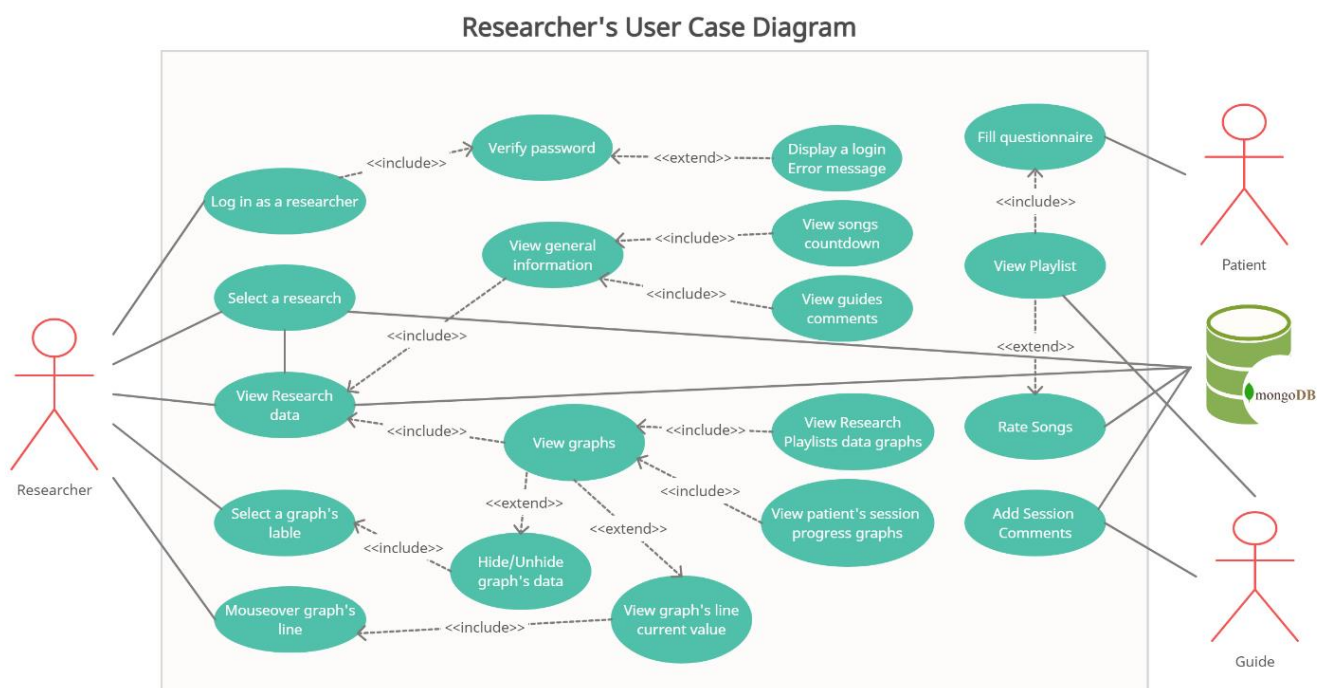 Researcher's User Case Diagram
Verify password
Display a login
Error message
Fill questionnaire
<<include>>
<<extend>>
Log in as a researcher
<<include>>
View songs
countdown
View general
information
<<include>>
View Playlist
Patient
Select a research
<<include>>
View guides
comments
<<include>>
<<extend>>
View Research
data
mongoDB
View Research
Playlists data graphs
<<include>>
<<include>>
View graphs
Rate Songs
Researcher
<<include>>
<<extend>>
Select a graph's
lable
View patient's session
progress graphs
Add Session
Comments
<<extend>>
<<include>>
Hide/Unhide
graph's data
Mouseover graph's
line
<<include>>
View graph's line
current value
Guide